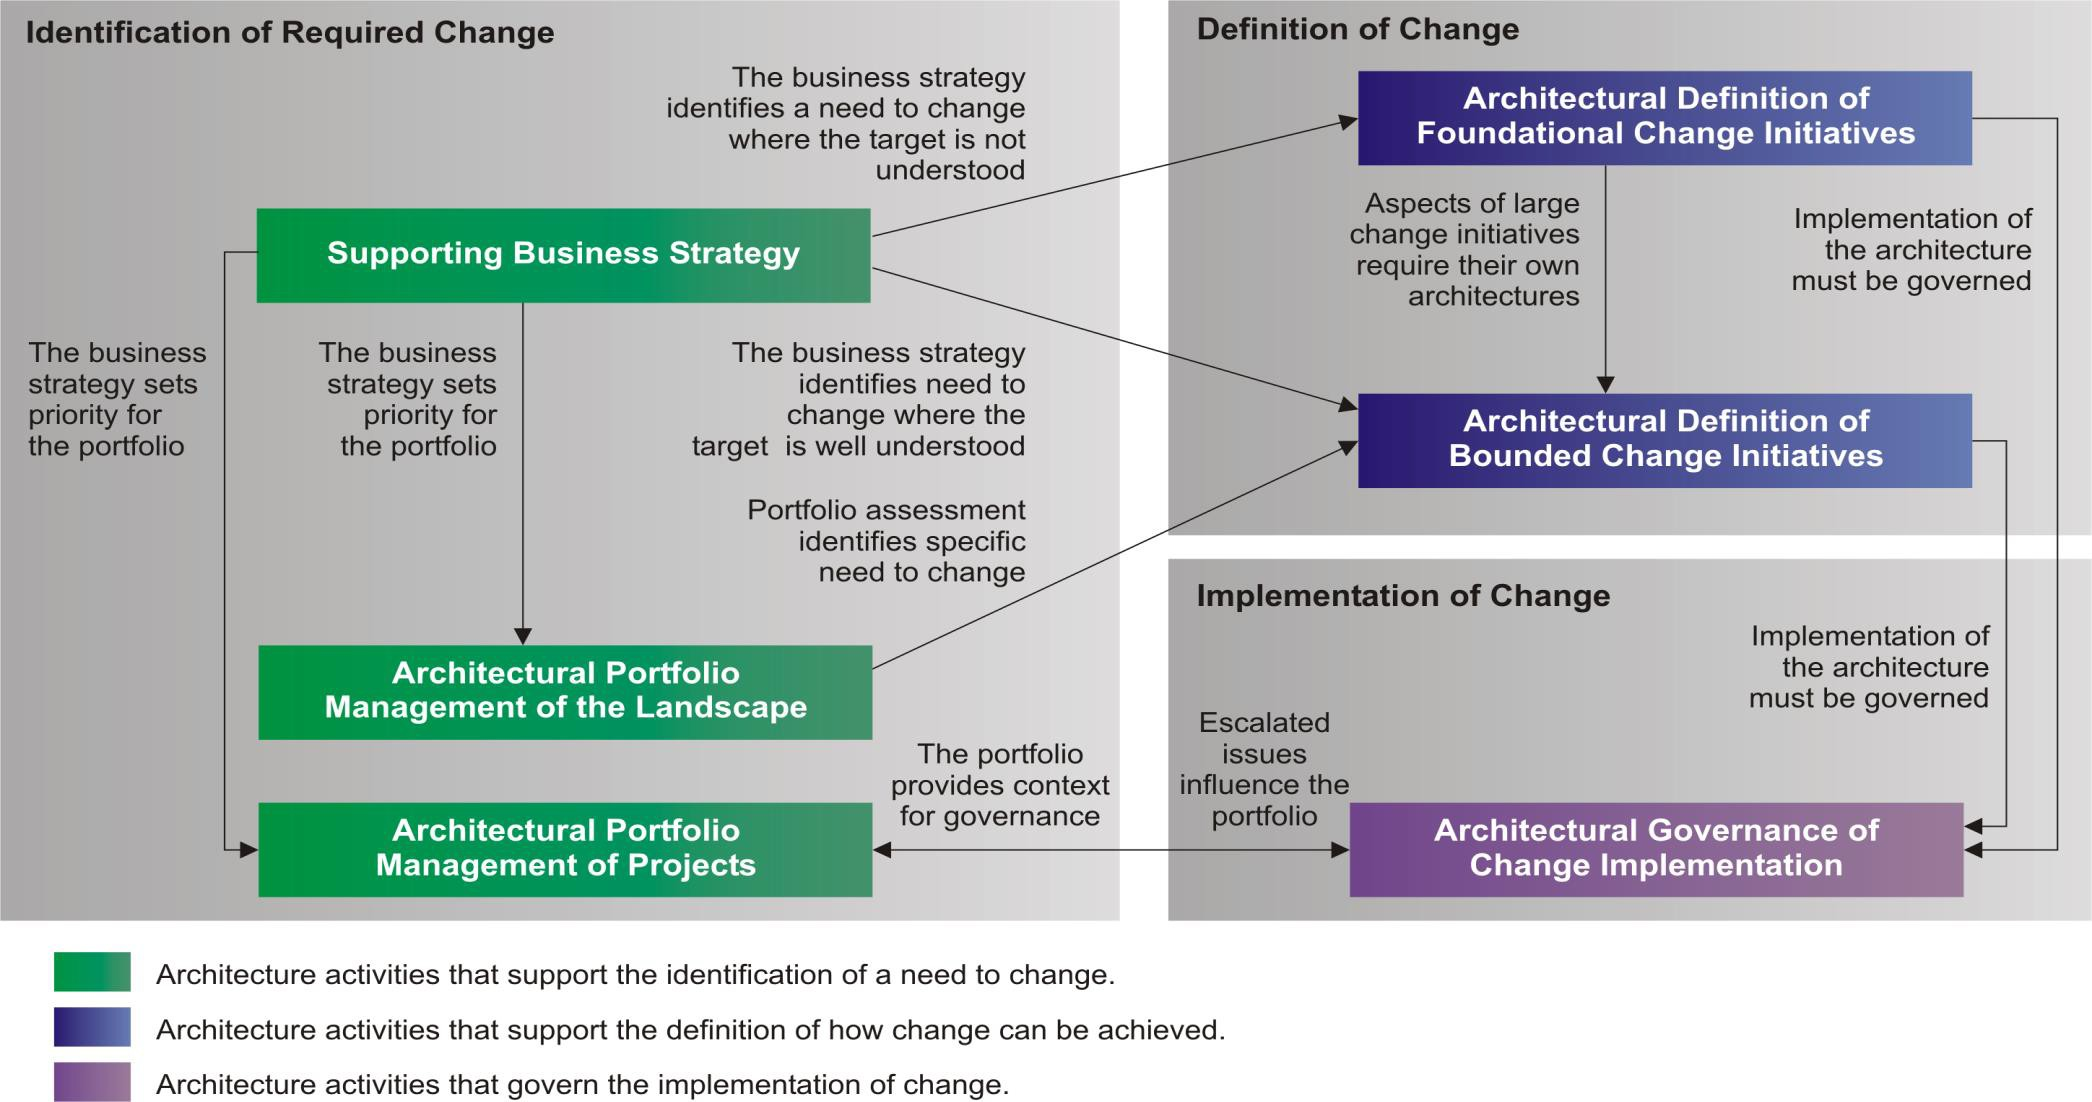 Identification of Required Change
The business strategy
identifies a need to change
where the target is not
understood
Supporting Business Strategy
The business
strategy sets
priority for
the portfolio
The business
strategy sets
priority for
the portfolio
The business strategy
identifies need to
change where the
target is well understood
Portfolio assessment
identifies specific
need to change
Architectural Portfolio
Management of the Landscape
The portfolio
provides context
for governance
Architectural Portfolio
Management of Projects
Definition of Change
Architectural Definition of
Foundational Change Initiatives
Aspects of large
change initiatives
require their own
architectures
Implementation of
the architecture
must be governed
Architectural Definition of
Bounded Change Initiatives
Implementation of Change
Implementation of
the architecture
must be governed
Escalated
issues
influence the
portfolio
Architectural Governance of
Change Implementation
Architecture activities that support the identification of a need to change.
Architecture activities that support the definition of how change can be achieved.
Architecture activities that govern the implementation of change.